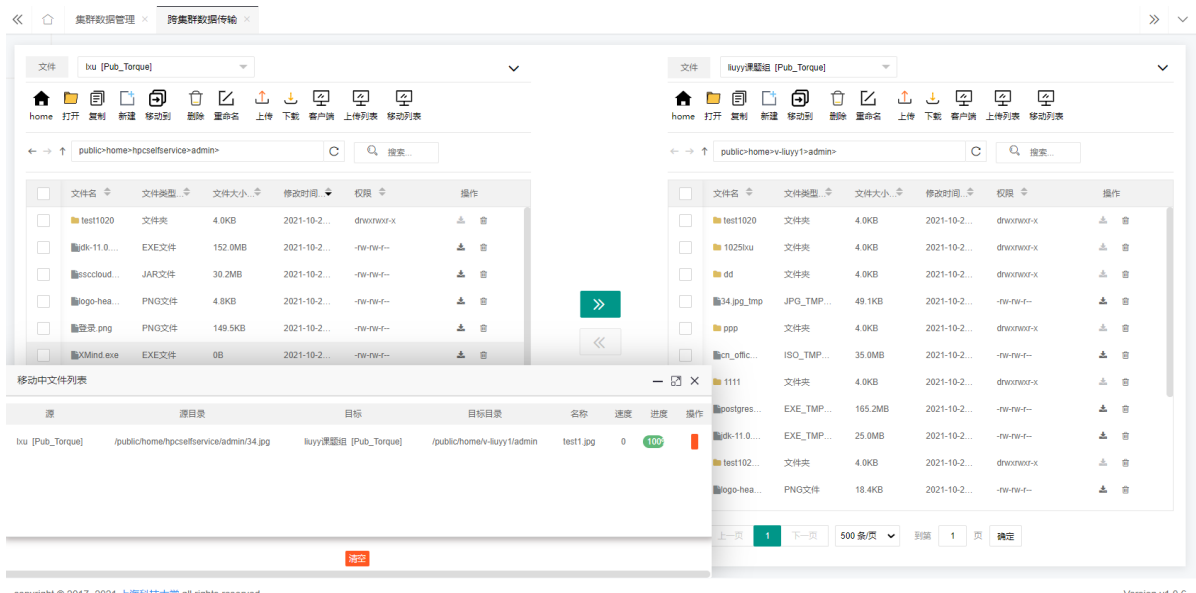 集群数据管理 × 跨集群数据传输 ×
文件 lxu [Pub_Torque]
home 打开 复制 新建 移动到 删除 重命名 上传 下载 客户端 上传列表 移动列表
public>home>hpcselfservice>admin> 搜索...
文件名 文件类型... 文件大小... 修改时间... 权限 操作
test1020 文件夹 4.0KB 2021-10-2... drwxrwxr-x
jdk-11.0.... EXE文件 152.0MB 2021-10-2... -rw-rw-r--
ssccloud... JAR文件 30.2MB 2021-10-2... -rw-rw-r--
logo-hea... PNG文件 4.8KB 2021-10-2... -rw-rw-r--
登录.png PNG文件 149.5KB 2021-10-2... -rw-rw-r--
XMind.exe EXE文件 0B 2021-10-2... -rw-rw-r--
文件 liuyy课题组 [Pub_Torque]
home 打开 复制 新建 移动到 删除 重命名 上传 下载 客户端 上传列表 移动列表
public>home>v-liuyy1>admin> 搜索...
文件名 文件类型... 文件大小... 修改时间... 权限 操作
test1020 文件夹 4.0KB 2021-10-2... drwxrwxr-x
1025lxu 文件夹 4.0KB 2021-10-2... drwxrwxr-x
dd 文件夹 4.0KB 2021-10-2... drwxrwxr-x
34.jpg_tmp JPG_TMP... 49.1KB 2021-10-2... -rw-rw-r--
ppp 文件夹 4.0KB 2021-10-2... drwxrwxr-x
cn_offic... ISO_TMP... 35.0MB 2021-10-2... -rw-rw-r--
1111 文件夹 4.0KB 2021-10-2... drwxrwxr-x
postgres... EXE_TMP... 165.2MB 2021-10-2... -rw-rw-r--
jdk-11.0.... EXE_TMP... 25.0MB 2021-10-2... -rw-rw-r--
test102... 文件夹 4.0KB 2021-10-2... drwxrwxr-x
logo-hea... PNG文件 18.4KB 2021-10-2... -rw-rw-r--
上一页 1 下一页 500 条/页 到第 1 页 确定
移动中文件列表
源 源目录 目标 目标目录 名称 速度 进度 操作
lxu [Pub_Torque] /public/home/hpcselfservice/admin/34.jpg liuyy课题组 [Pub_Torque] /public/home/v-liuyy1/admin test1.jpg 0 100%
清空
copyright © 2017- 2021 上海科技大学 all rights reserved
Version v4.0.6